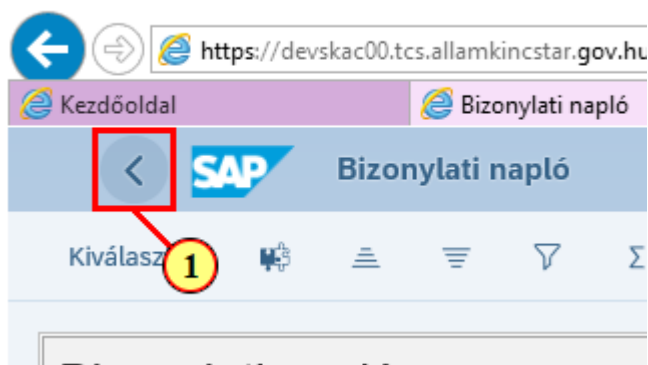 https://devskac00.tcs.allamkincstar.gov.hu
Kezdőoldal
Bizonylati napló
SAP
Bizonylati napló
1
Σ